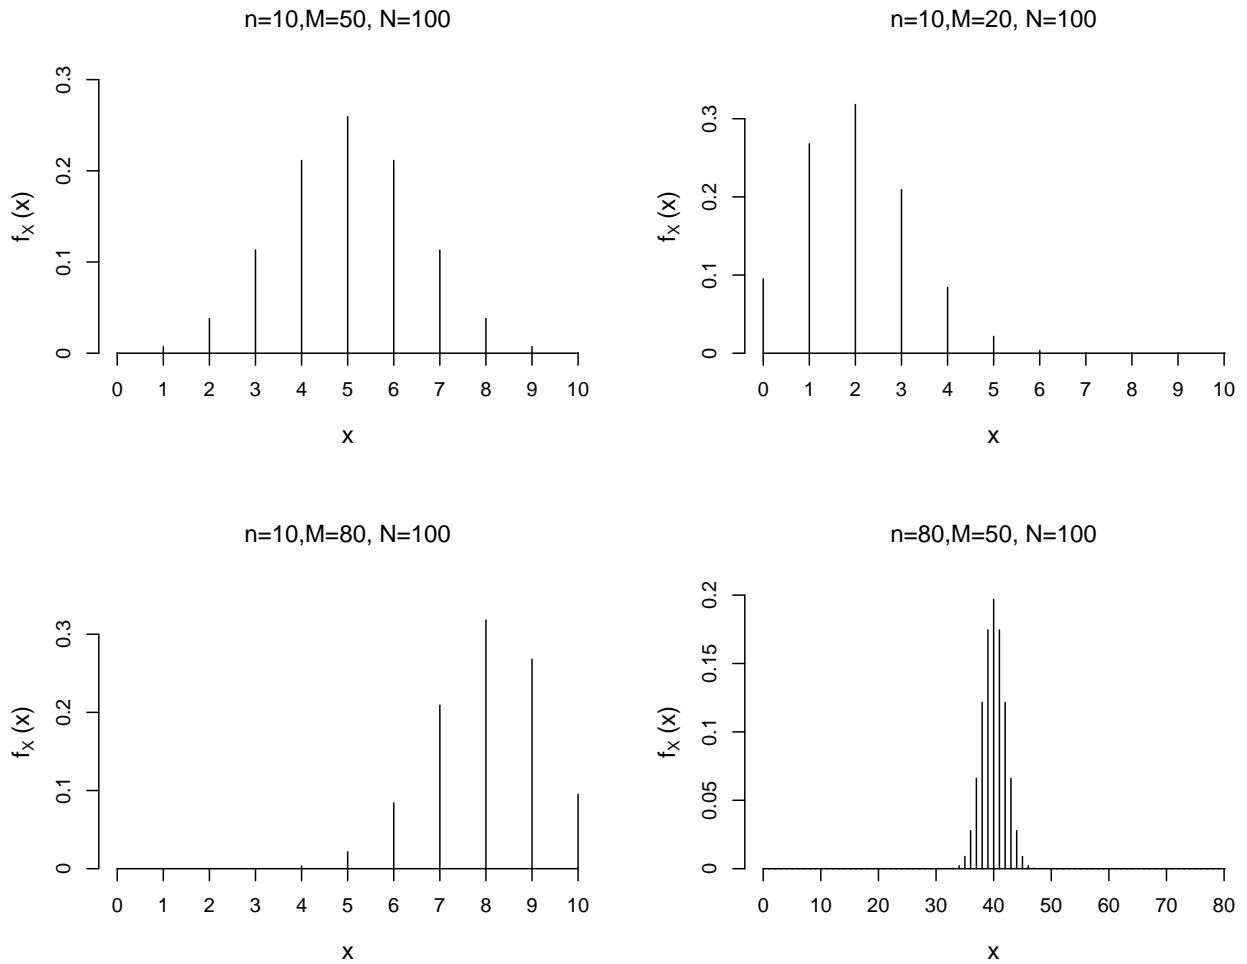 n=10,M=50, N=100
0.3
0.2
0.1
0
f_X (x)
0 1 2 3 4 5 6 7 8 9 10
x
n=10,M=20, N=100
0.3
0.2
0.1
0
f_X (x)
0 1 2 3 4 5 6 7 8 9 10
x
n=10,M=80, N=100
0.3
0.2
0.1
0
f_X (x)
0 1 2 3 4 5 6 7 8 9 10
x
n=80,M=50, N=100
0.2
0.15
0.1
0.05
0
f_X (x)
0 10 20 30 40 50 60 70 80
x